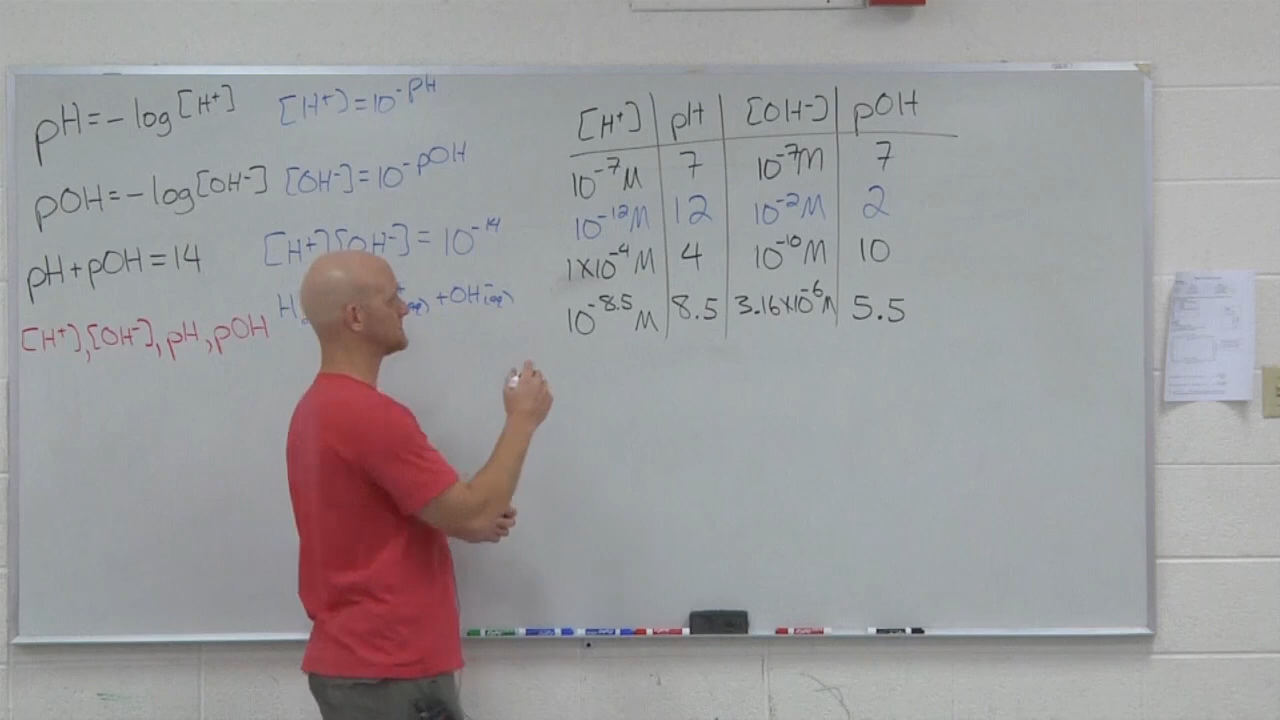 pH = - log [H⁺]
[H⁺] = 10⁻ᵖᴴ
pOH = - log [OH⁻]
[OH⁻] = 10⁻ᵖᴼᴴ
pH + pOH = 14
[H⁺][OH⁻] = 10⁻¹⁴
H + OH⁻(aq)
[H⁺], [OH⁻], pH, pOH
[H⁺] pH [OH⁻] pOH
10⁻⁷ M 7 10⁻⁷ M 7
10⁻¹² M 12 10⁻² M 2
1x10⁻⁴ M 4 10⁻¹⁰ M 10
10⁻⁸·⁵ M 8.5 3.16x10⁻⁶ M 5.5